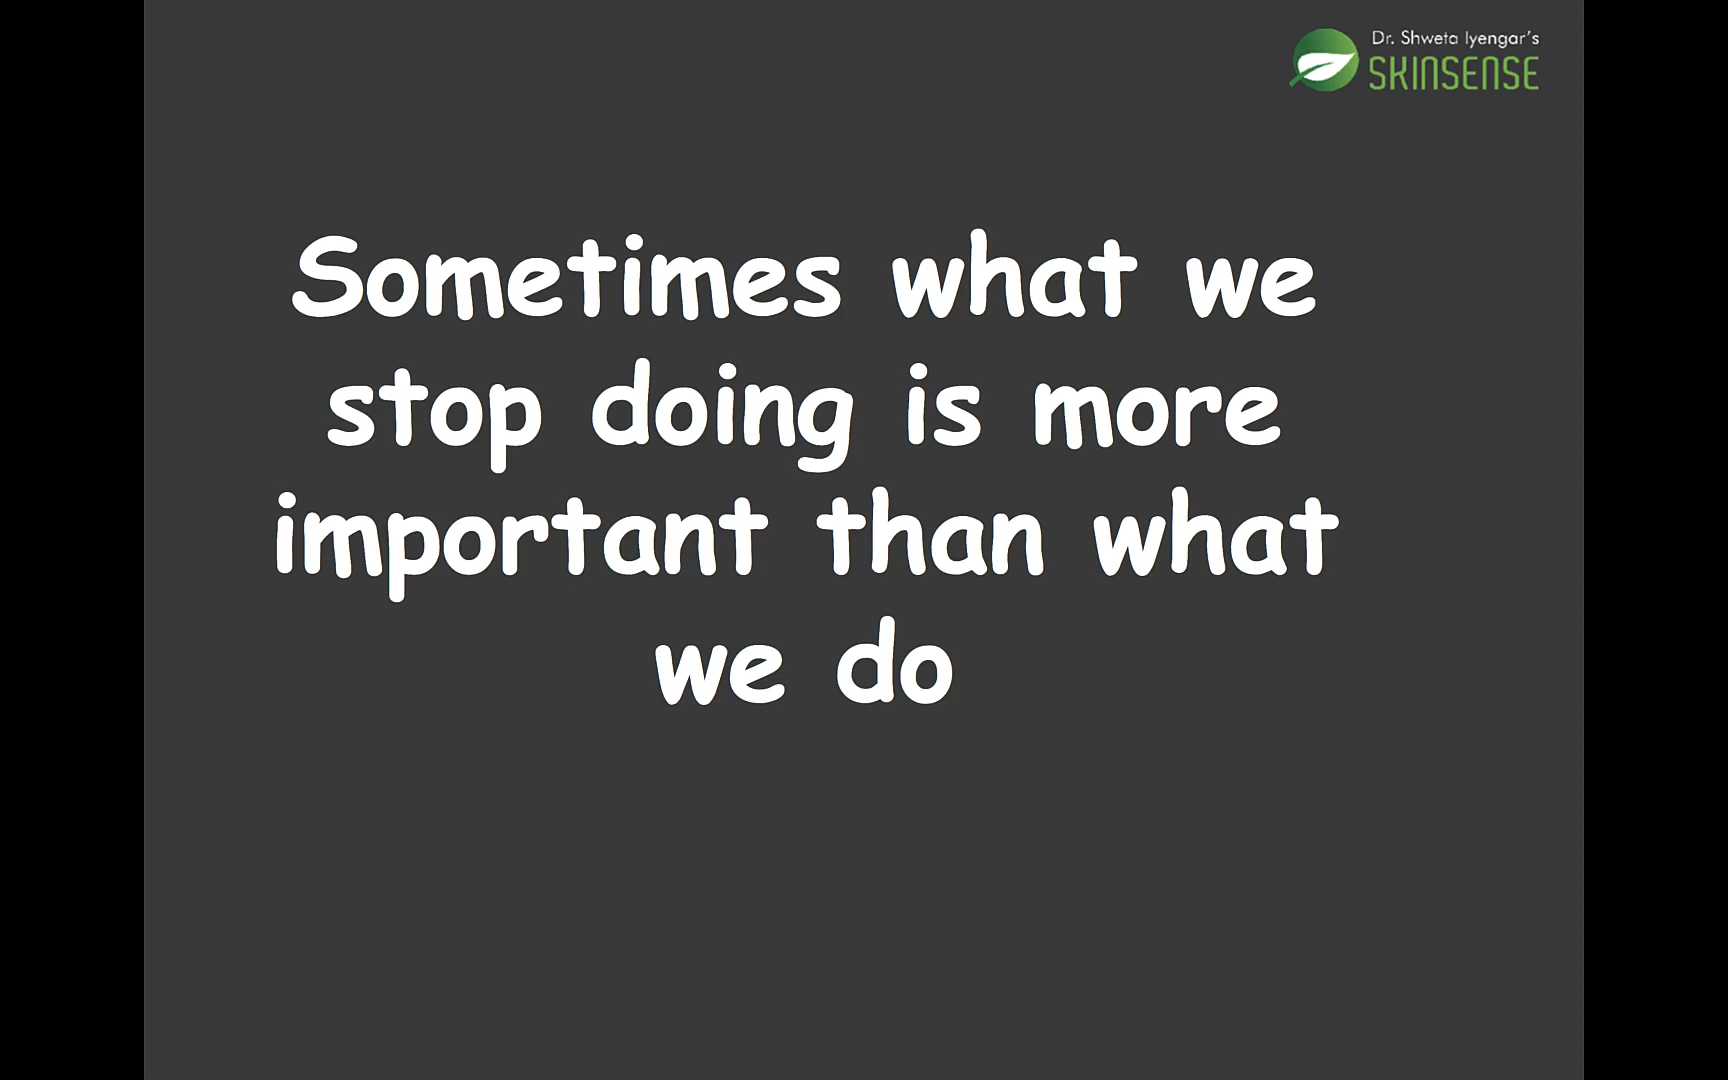 Dr. Shweta Iyengar's
SKINSENSE
Sometimes what we
stop doing is more
important than what
we do